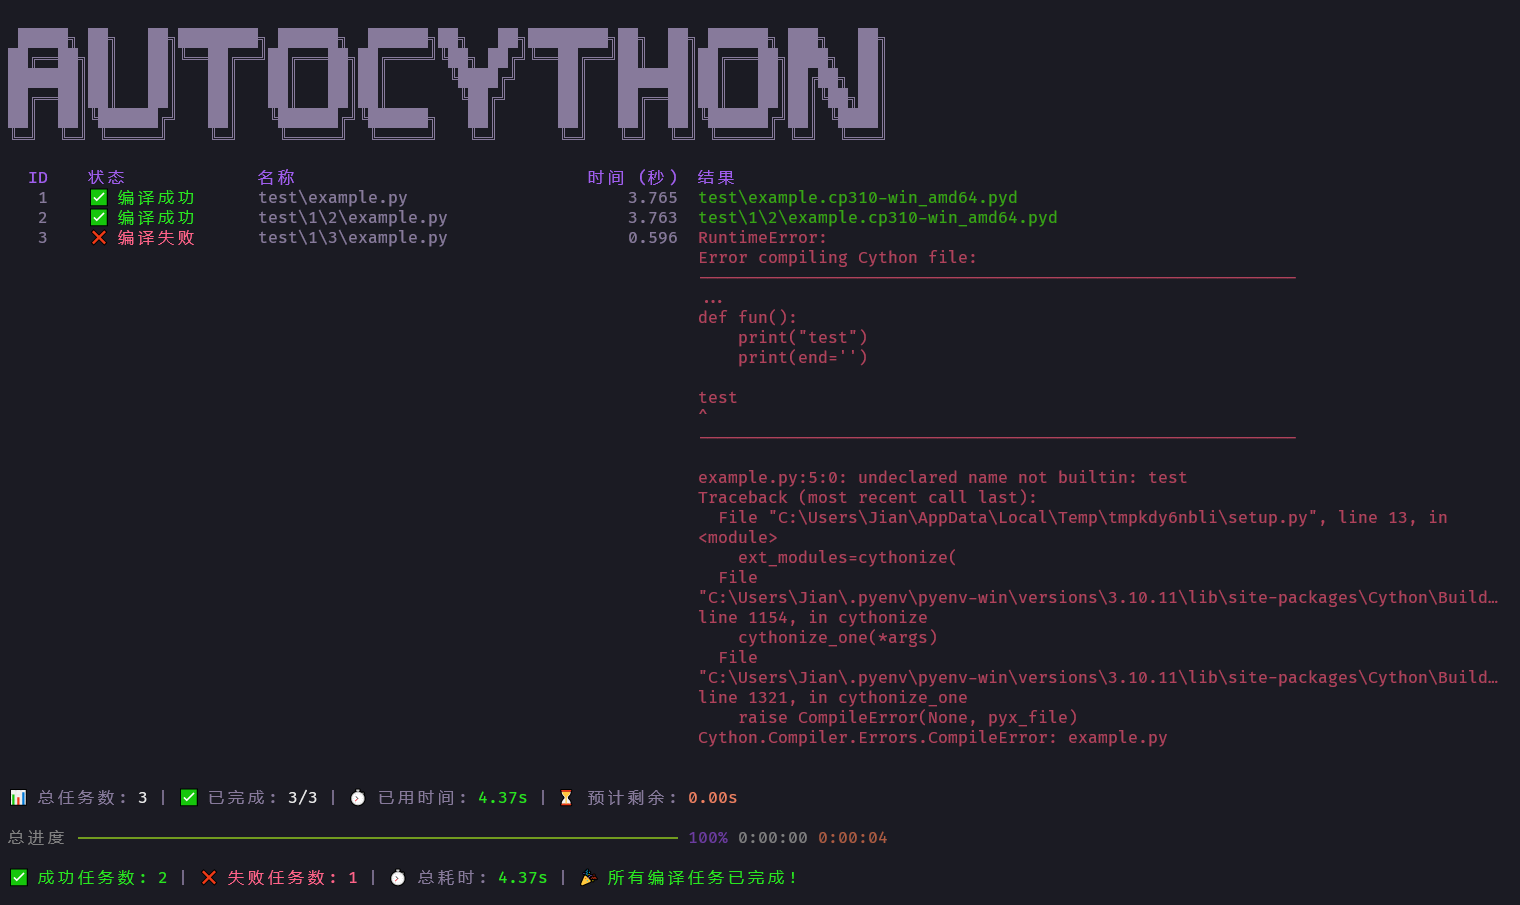 AUTOCYTHON
ID 状态 名称 时间 (秒) 结果
1 ✅ 编译成功 test\example.py 3.765 test\example.cp310-win_amd64.pyd
2 ✅ 编译成功 test\1\2\example.py 3.763 test\1\2\example.cp310-win_amd64.pyd
3 ❌ 编译失败 test\1\3\example.py 0.596 RuntimeError:
Error compiling Cython file:
------------------------------------------------------------
...
def fun():
    print("test")
    print(end='')
test
^
------------------------------------------------------------
example.py:5:0: undeclared name not builtin: test
Traceback (most recent call last):
  File "C:\Users\Jian\AppData\Local\Temp\tmpkdy6nbli\setup.py", line 13, in
<module>
    ext_modules=cythonize(
  File
"C:\Users\Jian\.pyenv\pyenv-win\versions\3.10.11\lib\site-packages\Cython\Build…
line 1154, in cythonize
    cythonize_one(*args)
  File
"C:\Users\Jian\.pyenv\pyenv-win\versions\3.10.11\lib\site-packages\Cython\Build…
line 1321, in cythonize_one
    raise CompileError(None, pyx_file)
Cython.Compiler.Errors.CompileError: example.py
📊 总任务数: 3 | ✅ 已完成: 3/3 | ⏱ 已用时间: 4.37s | ⏳ 预计剩余: 0.00s
总进度 100% 0:00:00 0:00:04
✅ 成功任务数: 2 | ❌ 失败任务数: 1 | ⏱ 总耗时: 4.37s | 🎉 所有编译任务已完成!